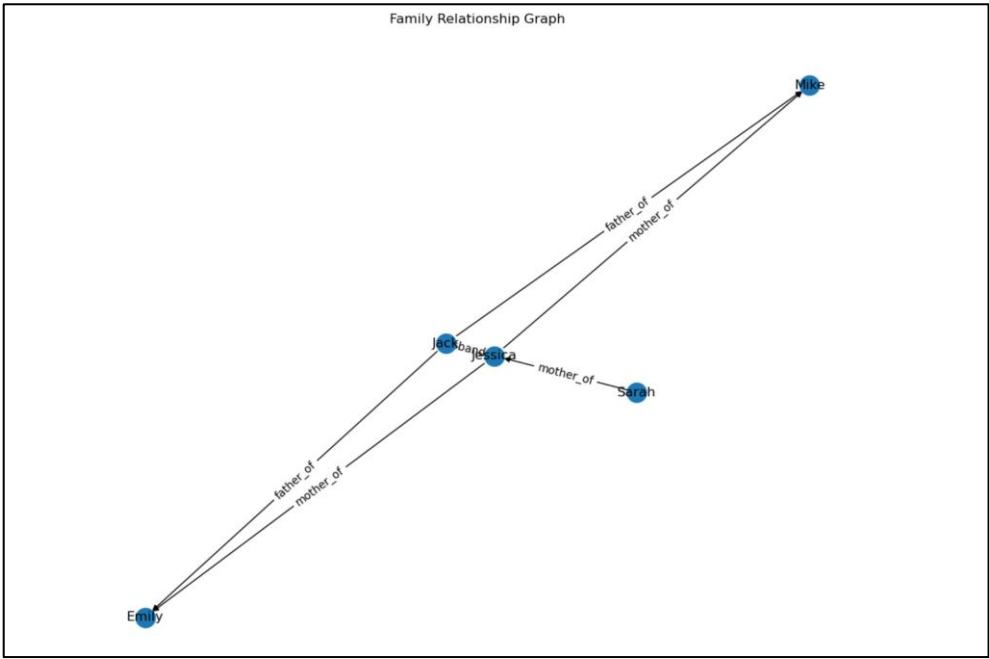 Family Relationship Graph
Mike
father_of
mother_of
Jack
Jessica
mother_of
Sarah
father_of
mother_of
Emily